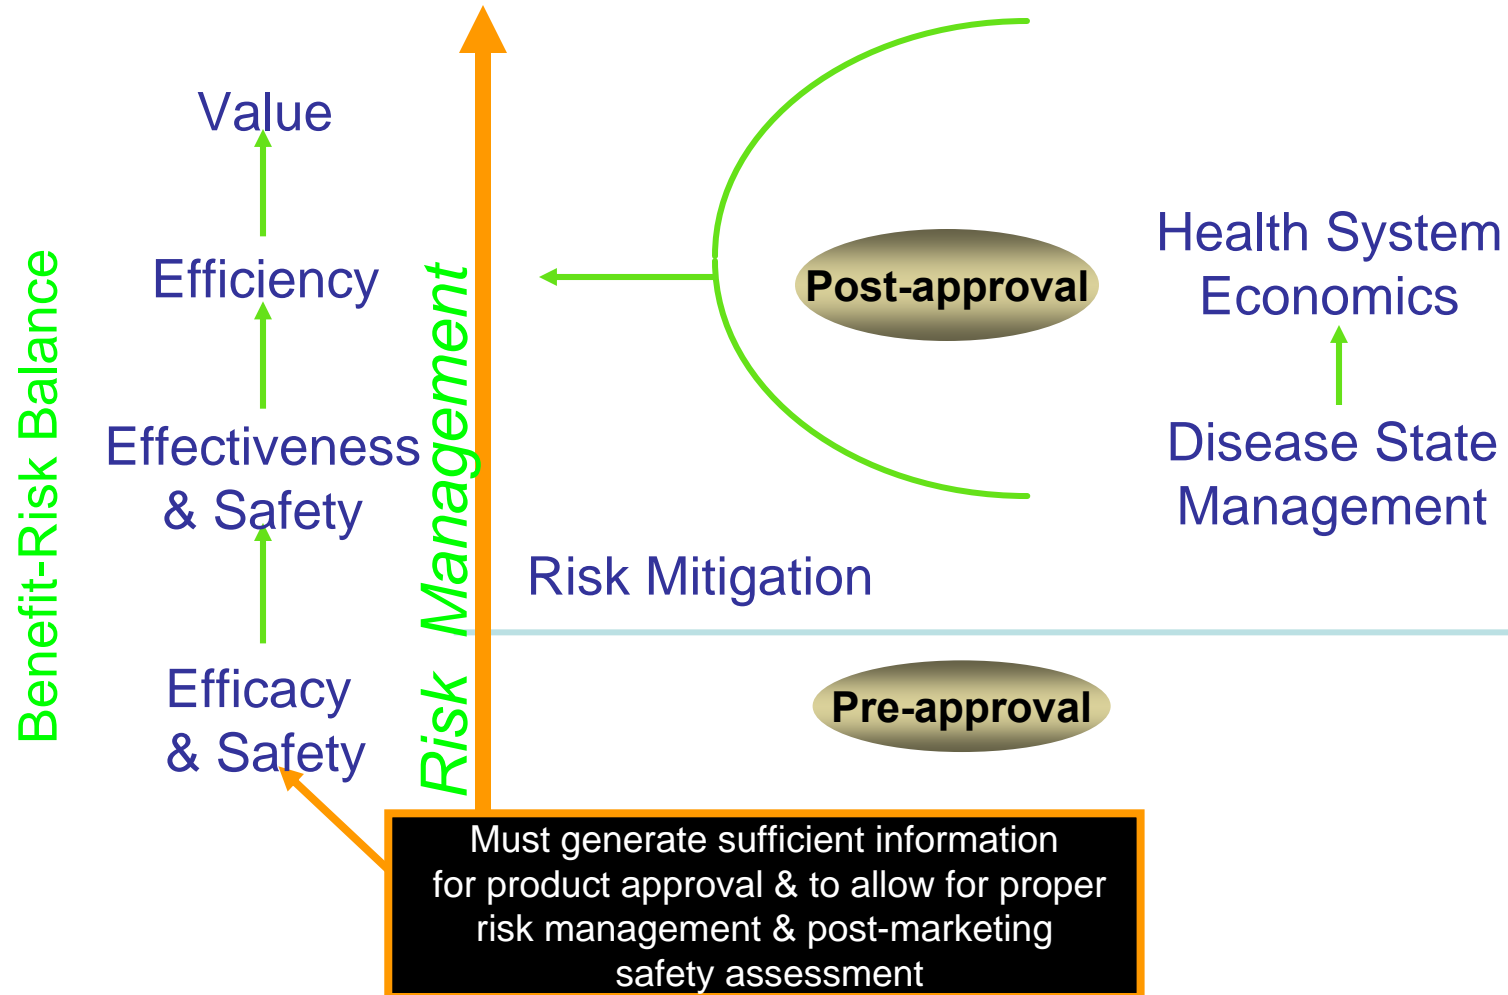 Benefit-Risk Balance
Value
Efficiency
Effectiveness
& Safety
Efficacy
& Safety
Risk Management
Post-approval
Health System
Economics
Disease State
Management
Risk Mitigation
Pre-approval
Must generate sufficient information
for product approval & to allow for proper
risk management & post-marketing
safety assessment